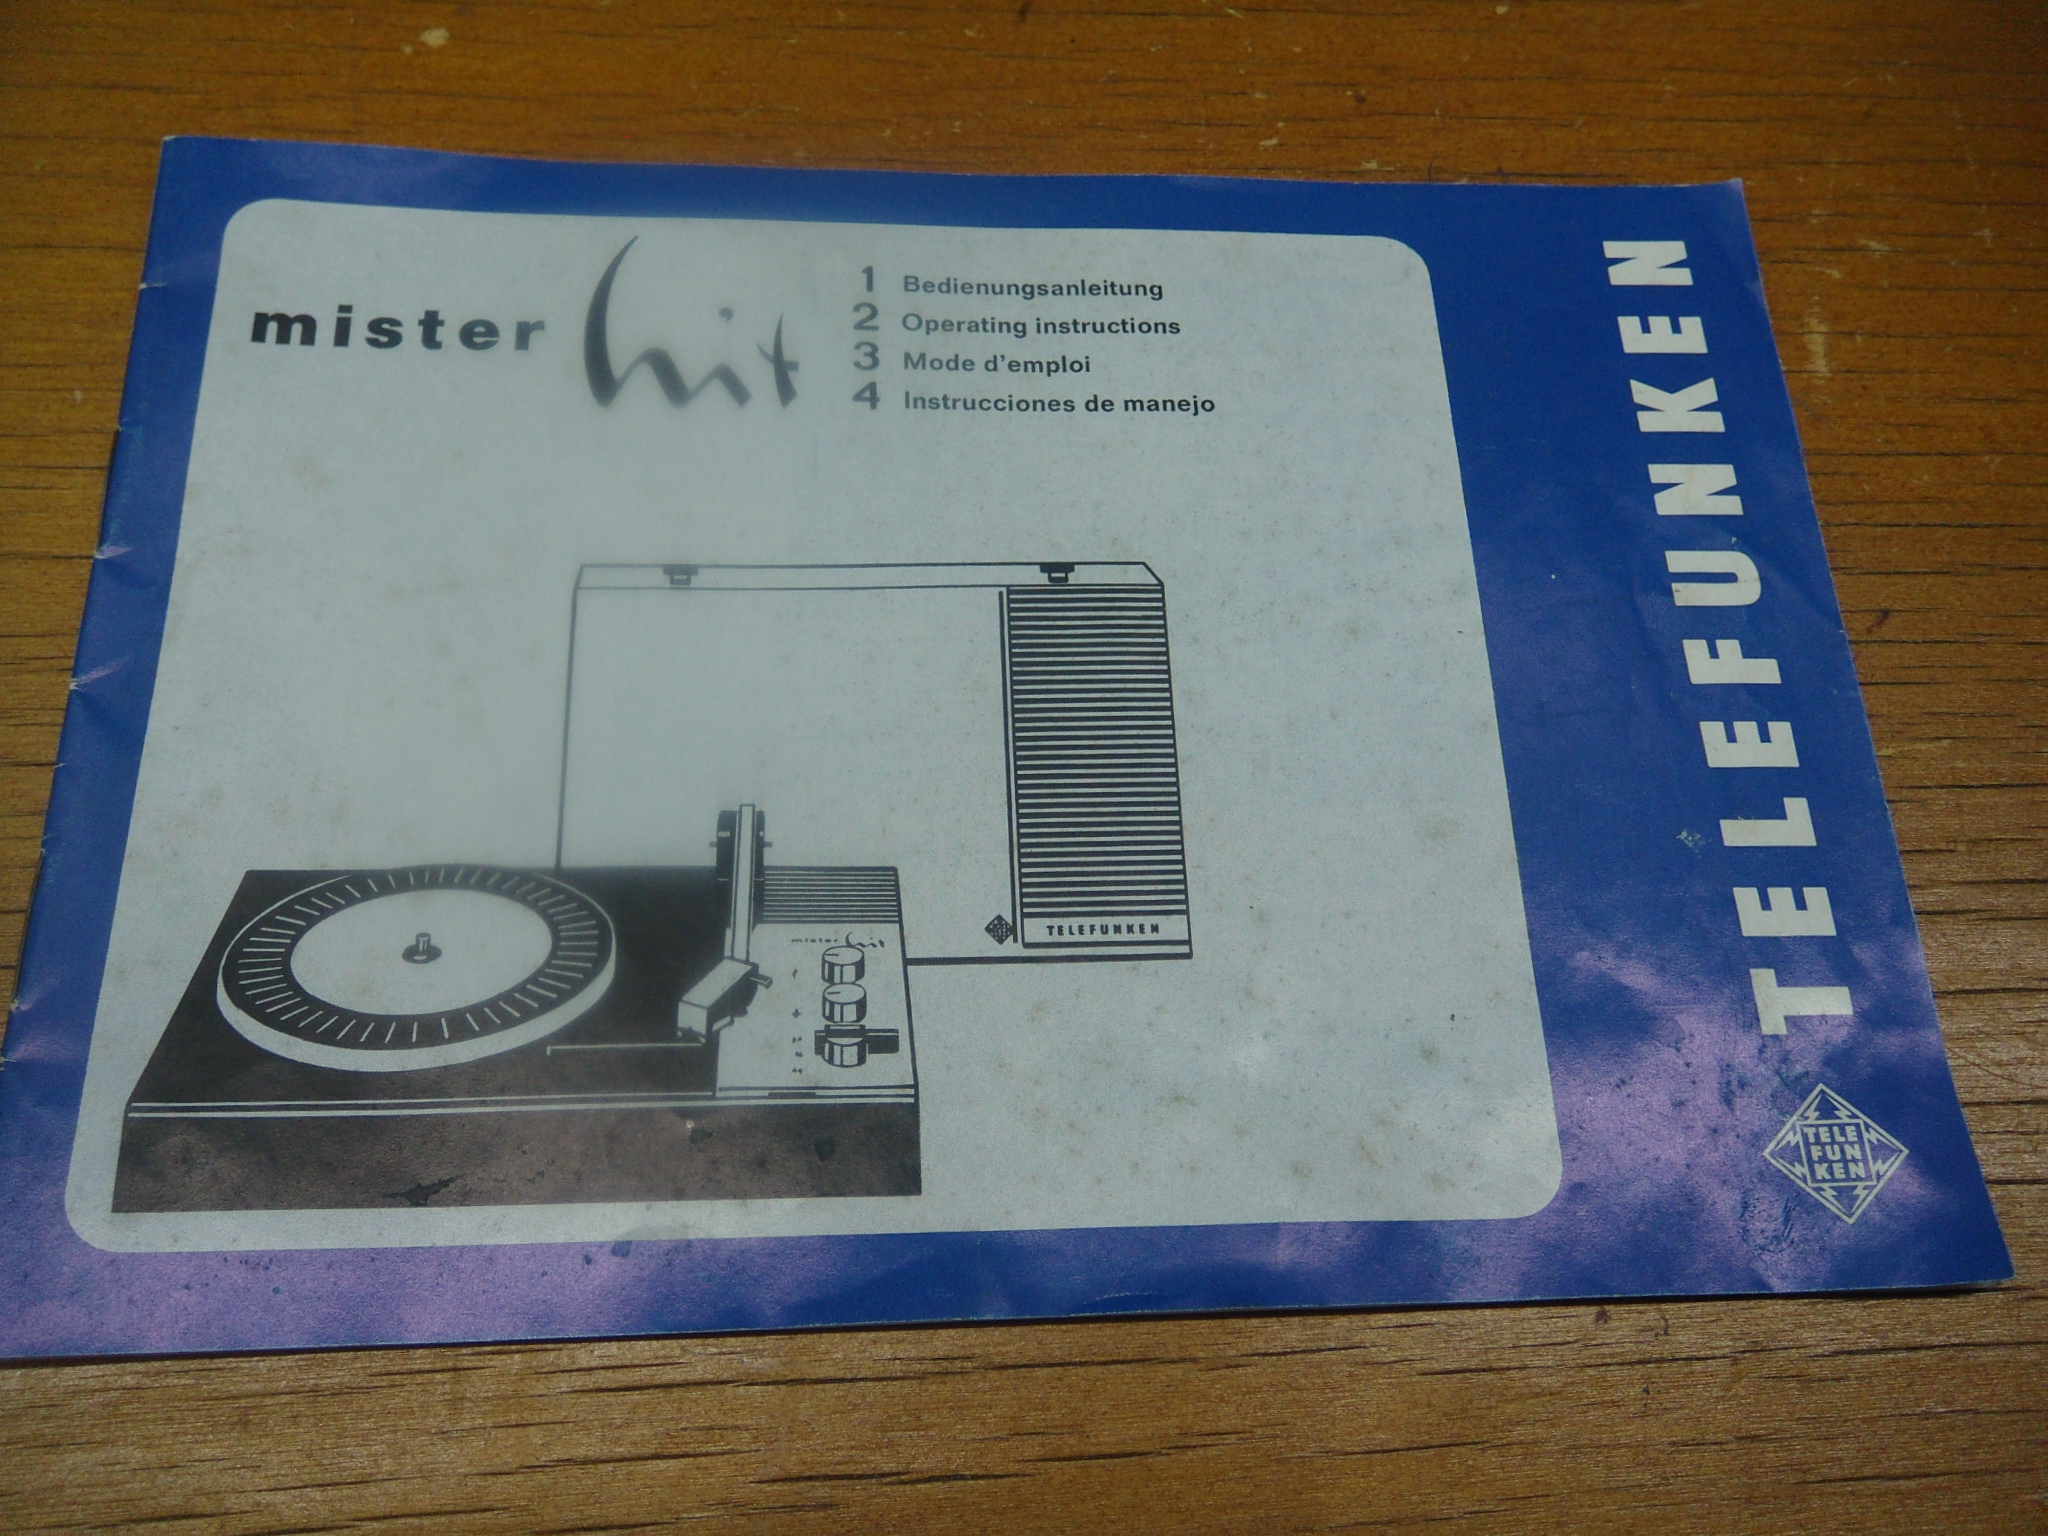 mister hit
1 Bedienungsanleitung
2 Operating instructions
3 Mode d'emploi
4 Instrucciones de manejo
TELEFUNKEN
mister hit
TELEFUNKEN
TELE
FUN
KEN